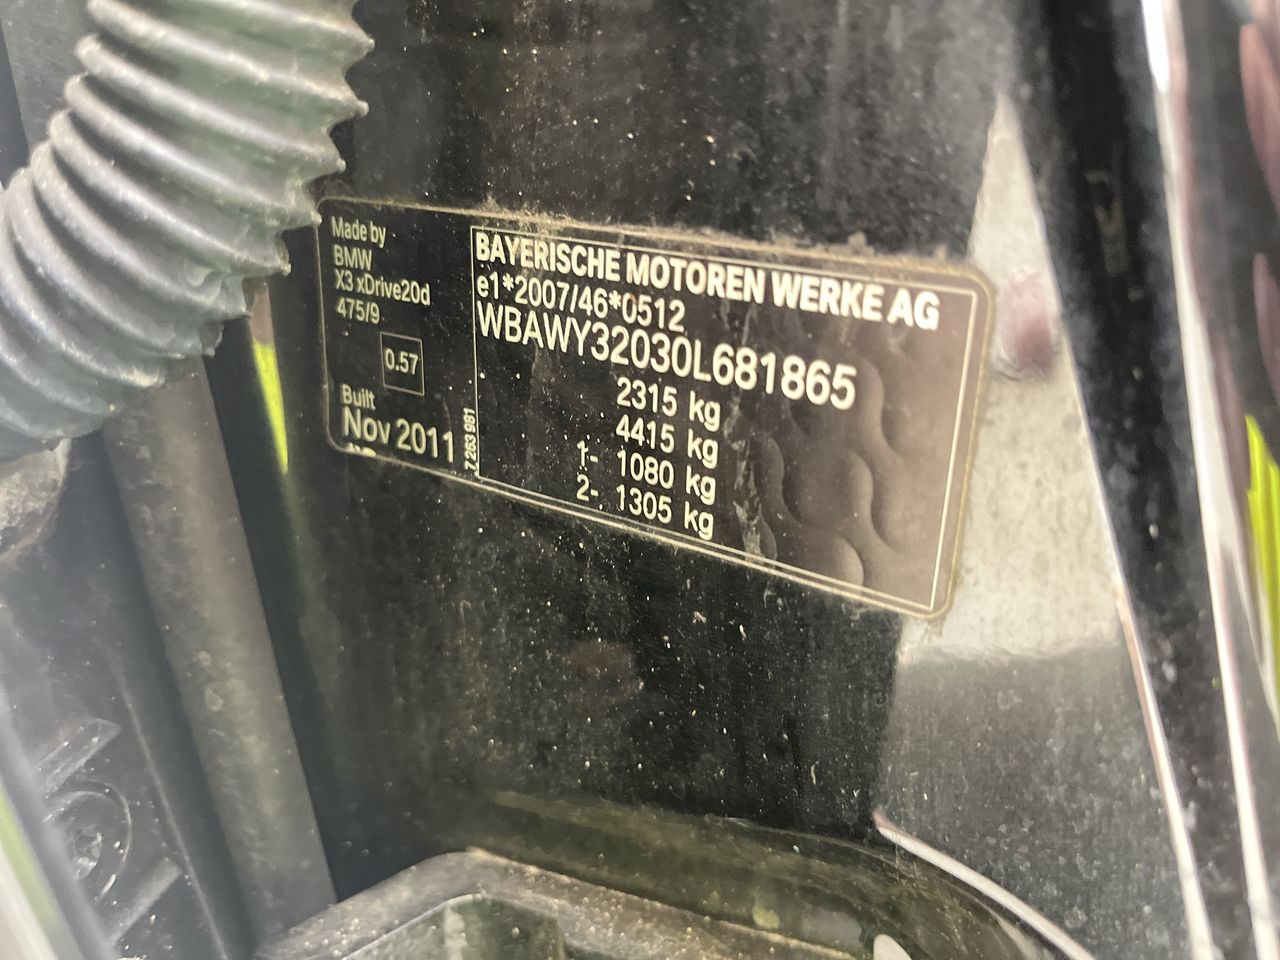 Made by
BMW
X3 xDrive20d
475/9
0.57
Built
Nov 2011
7 263 981
BAYERISCHE MOTOREN WERKE AG
e1*2007/46*0512
WBAWY32030L681865
2315 kg
4415 kg
1- 1080 kg
2- 1305 kg